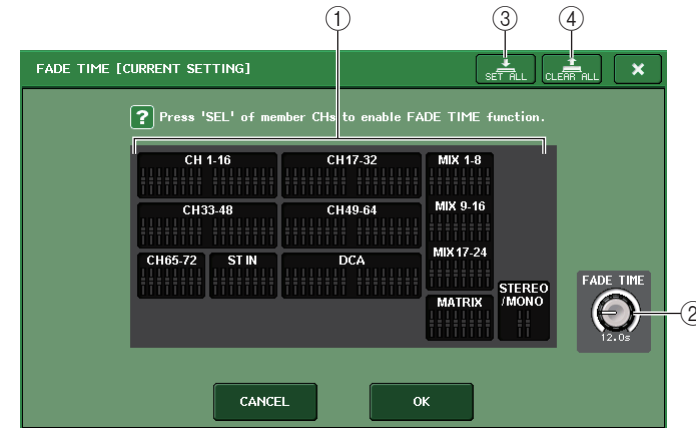 ① ③ ④
FADE TIME [CURRENT SETTING]
SET ALL
CLEAR ALL
×
? Press 'SEL' of member CHs to enable FADE TIME function.
CH 1-16
CH17-32
MIX 1-8
CH33-48
CH49-64
MIX 9-16
CH65-72
ST IN
DCA
MIX17-24
MATRIX
STEREO
/MONO
FADE TIME
②
12.0s
CANCEL
OK